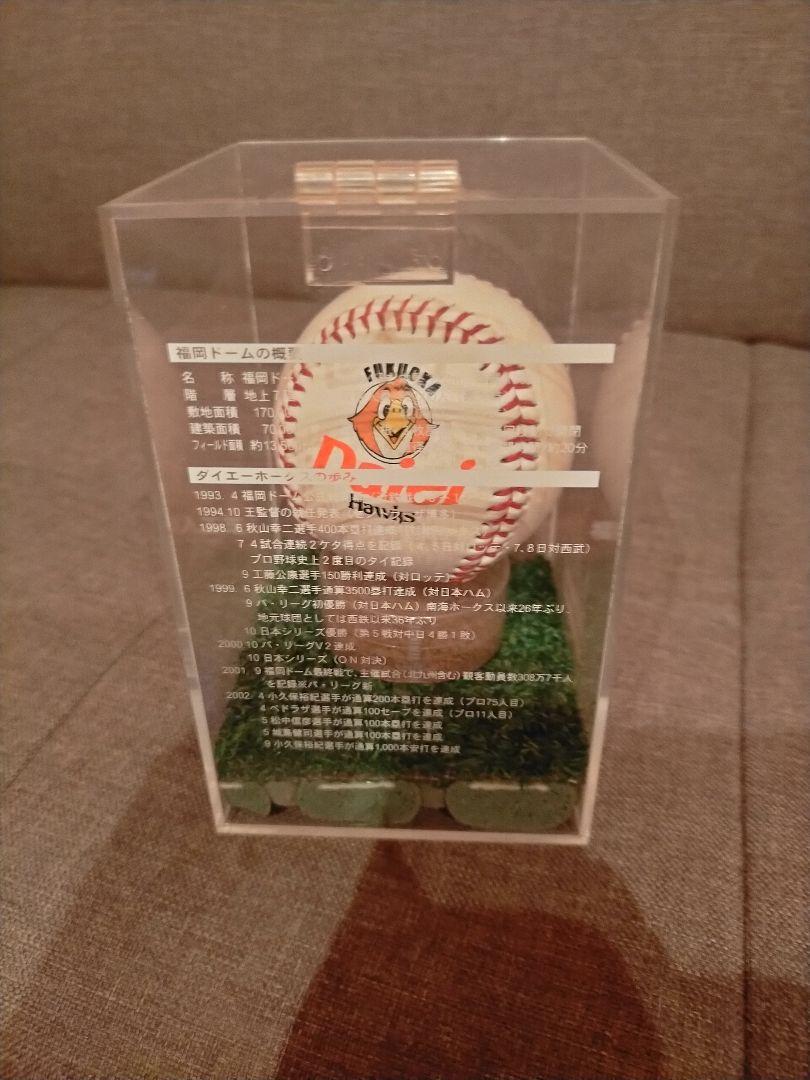 福岡ドームの概
名 称 福岡ド
階 層 地上7
敷地面積 170,
建築面積 70,
フィールド面積 約13,5
約20分
FUKUOKA
Daiei
Hawks
ダイエーホークスの歩み
1993. 4 福岡ドーム
1994.10 王監督の就任発表
1998. 6 秋山幸二選手400本塁打達成
7 4試合連続2ケタ得点を記録 7、8日対西武）
プロ野球史上2度目のタイ記録
9 工藤公康選手150勝利達成（対ロッテ）
1999. 6 秋山幸二選手通算3500塁打達成（対日本ハム）
9 パ・リーグ初優勝（対日本ハム）南海ホークス以来26年ぶり、
地元球団としては西鉄以来36年ぶり
10 日本シリーズ優勝（第5戦対中日4勝1敗）
2000.10 パ・リーグV2達成
10 日本シリーズ（ON対決）
2001. 9 福岡ドーム最終戦で、主催試合（北九州含む）観客動員数308万7千人
を記録※パ・リーグ新
2002. 4 小久保裕紀選手が通算200本塁打を達成（プロ75人目）
4 ペドラザ選手が通算100セーブを達成（プロ11人目）
5 松中信彦選手が通算100本塁打を達成
5 城島健司選手が通算100本塁打を達成
9 小久保裕紀選手が通算1,000本安打を達成